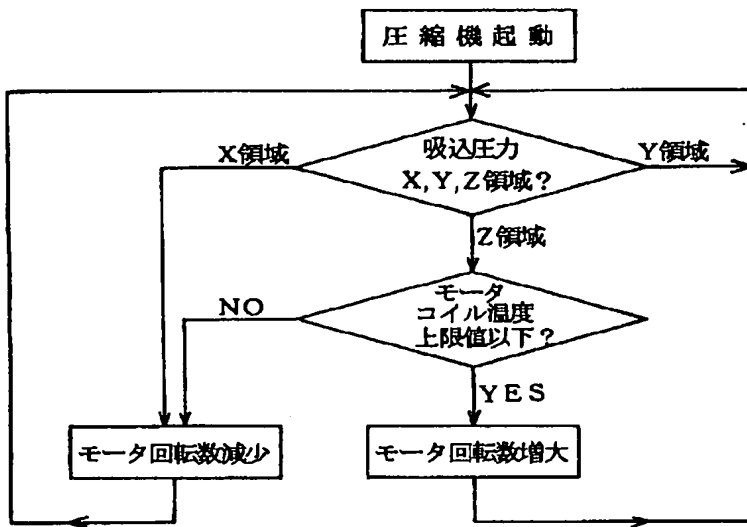 圧縮機起動
吸込圧力
X,Y,Z領域?
X領域
Y領域
Z領域
モータ
コイル温度
上限値以下?
NO
YES
モータ回転数減少
モータ回転数増大